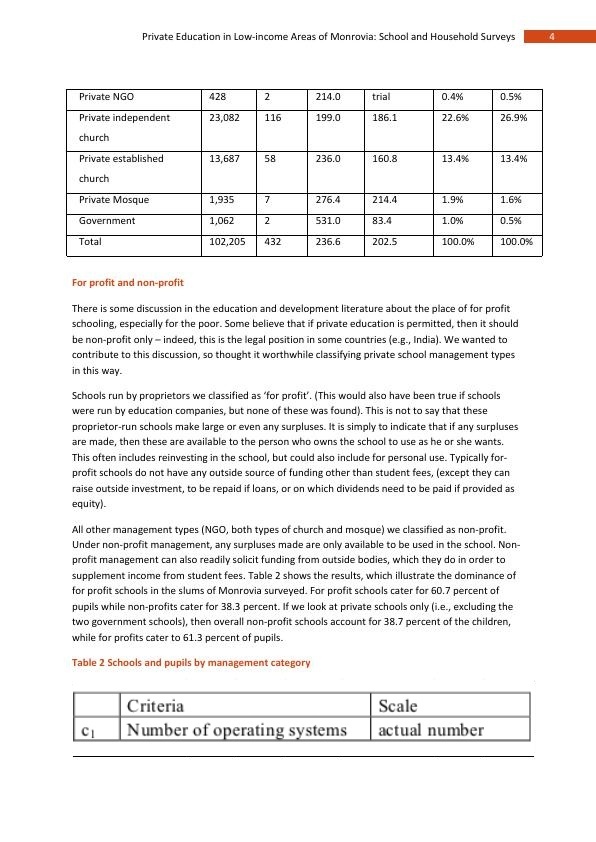 Private Education in Low-income Areas of Monrovia: School and Household Surveys 4
Private NGO 428 2 214.0 trial 0.4% 0.5%
Private independent 23,082 116 199.0 186.1 22.6% 26.9%
church
Private established 13,687 58 236.0 160.8 13.4% 13.4%
church
Private Mosque 1,935 7 276.4 214.4 1.9% 1.6%
Government 1,062 2 531.0 83.4 1.0% 0.5%
Total 102,205 432 236.6 202.5 100.0% 100.0%
For profit and non-profit
There is some discussion in the education and development literature about the place of for profit
schooling, especially for the poor. Some believe that if private education is permitted, then it should
be non-profit only – indeed, this is the legal position in some countries (e.g., India). We wanted to
contribute to this discussion, so thought it worthwhile classifying private school management types
in this way.
Schools run by proprietors we classified as ‘for profit’. (This would also have been true if schools
were run by education companies, but none of these was found). This is not to say that these
proprietor-run schools make large or even any surpluses. It is simply to indicate that if any surpluses
are made, then these are available to the person who owns the school to use as he or she wants.
This often includes reinvesting in the school, but could also include for personal use. Typically for-
profit schools do not have any outside source of funding other than student fees, (except they can
raise outside investment, to be repaid if loans, or on which dividends need to be paid if provided as
equity).
All other management types (NGO, both types of church and mosque) we classified as non-profit.
Under non-profit management, any surpluses made are only available to be used in the school. Non-
profit management can also readily solicit funding from outside bodies, which they do in order to
supplement income from student fees. Table 2 shows the results, which illustrate the dominance of
for profit schools in the slums of Monrovia surveyed. For profit schools cater for 60.7 percent of
pupils while non-profits cater for 38.3 percent. If we look at private schools only (i.e., excluding the
two government schools), then overall non-profit schools account for 38.7 percent of the children,
while for profits cater to 61.3 percent of pupils.
Table 2 Schools and pupils by management category
Criteria Scale
c1 Number of operating systems actual number